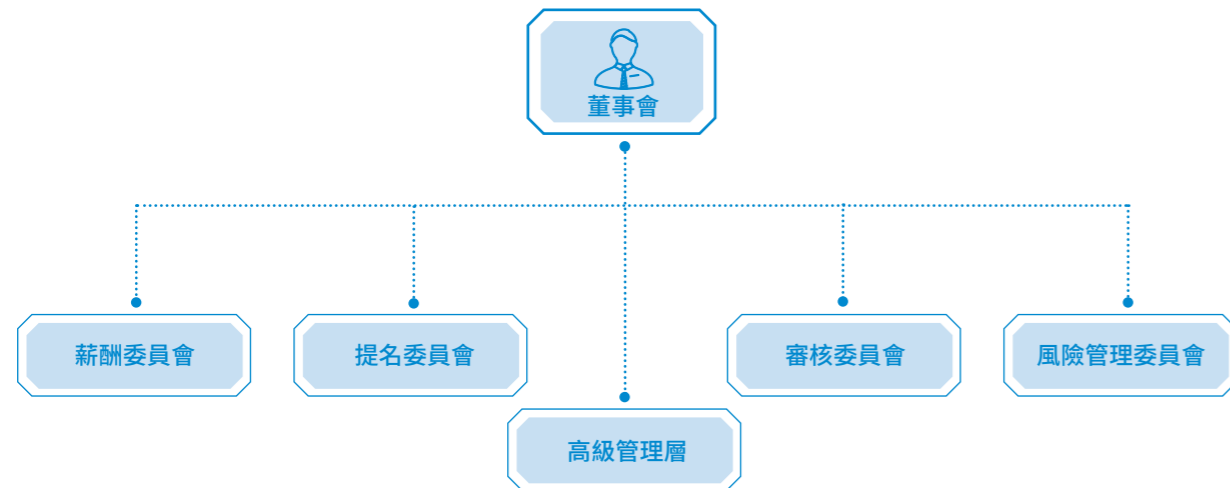 董事會
薪酬委員會
提名委員會
審核委員會
風險管理委員會
高級管理層